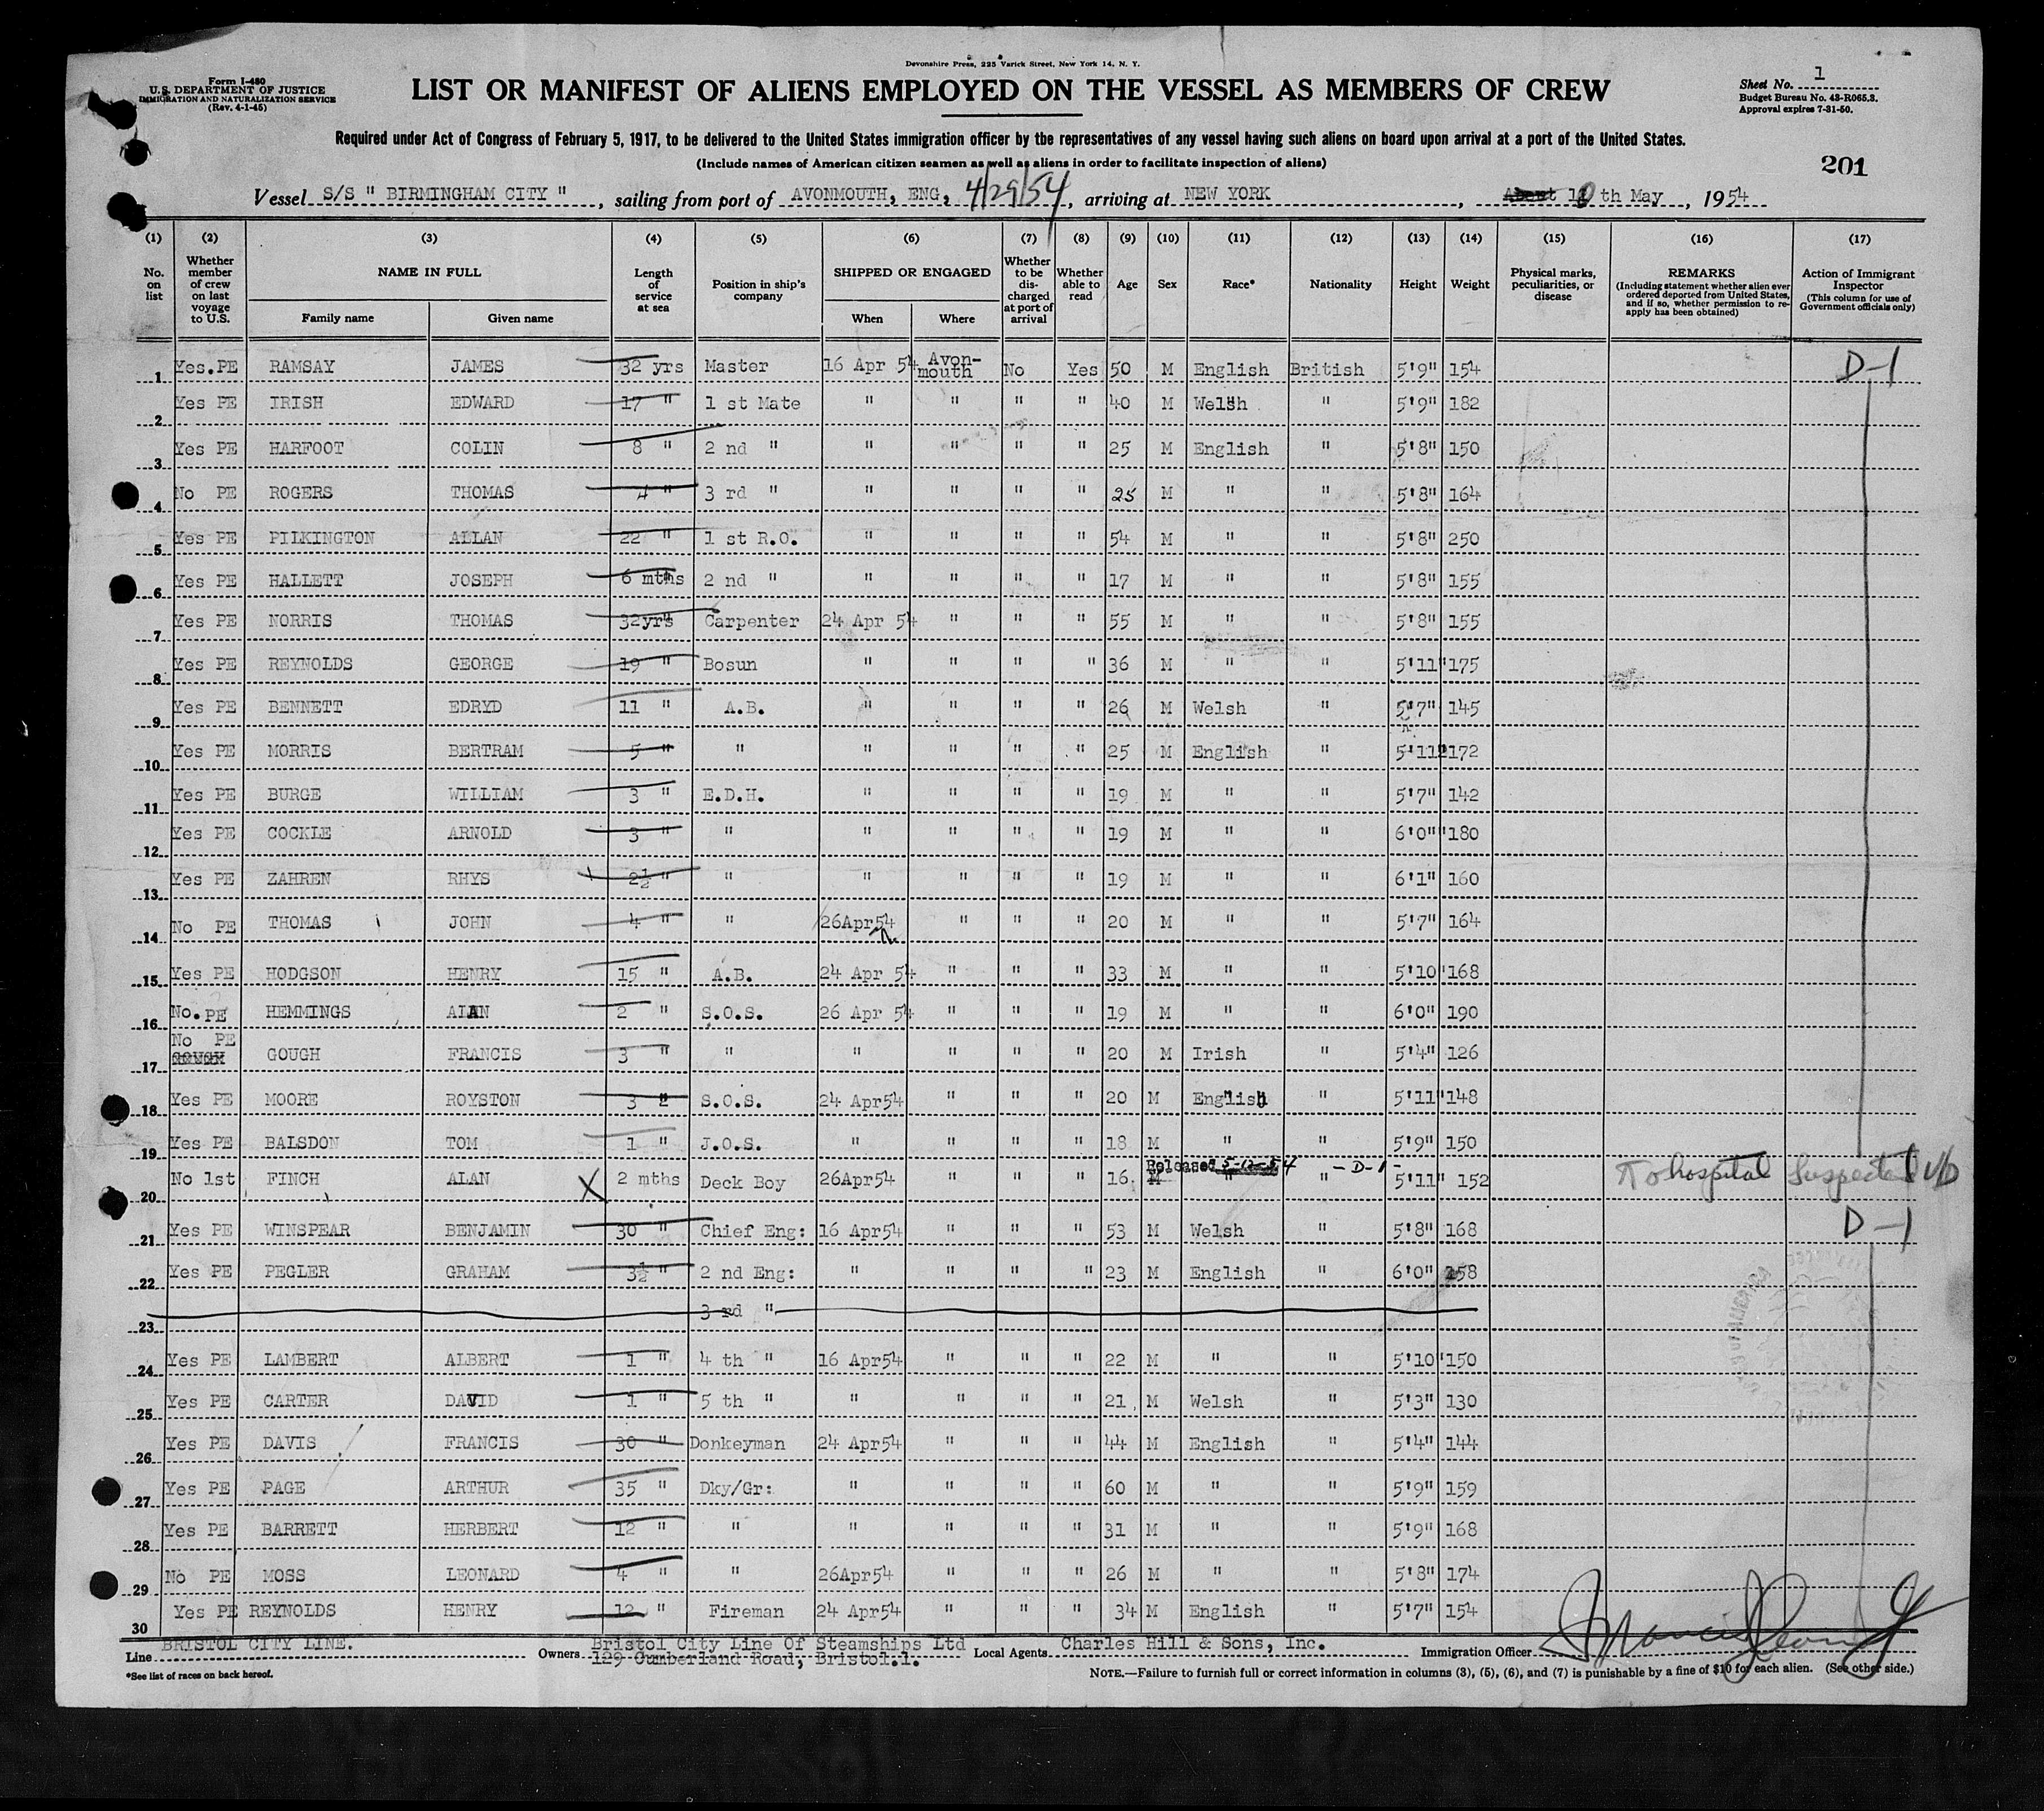 Devonshire Press, 225 Varick Street, New York 14, N. Y.
Form I-480
U.S. DEPARTMENT OF JUSTICE
IMMIGRATION AND NATURALIZATION SERVICE
(Rev. 4-1-45)
LIST OR MANIFEST OF ALIENS EMPLOYED ON THE VESSEL AS MEMBERS OF CREW
Sheet No. 1
Budget Bureau No. 43-R065.3.
Approval expires 7-31-50.
Required under Act of Congress of February 5, 1917, to be delivered to the United States immigration officer by the representatives of any vessel having such aliens on board upon arrival at a port of the United States.
(Include names of American citizen seamen as well as aliens in order to facilitate inspection of aliens)
201
Vessel S/S " BIRMINGHAM CITY ", sailing from port of AVONMOUTH, ENG, 4/29/54, arriving at NEW YORK, About 10 th May, 1954
(1) (2) (3) (4) (5) (6) (7) (8) (9) (10) (11) (12) (13) (14) (15) (16) (17)
No. on list
Whether member of crew on last voyage to U.S.
NAME IN FULL
Family name
Given name
Length of service at sea
Position in ship's company
SHIPPED OR ENGAGED
When
Where
Whether to be discharged at port of arrival
Whether able to read
Age
Sex
Race*
Nationality
Height
Weight
Physical marks, peculiarities, or disease
REMARKS
(Including statement whether alien ever ordered deported from United States, and if so, whether permission to reapply has been obtained)
Action of Immigrant Inspector
(This column for use of Government officials only)
1 Yes. PE RAMSAY JAMES 32 yrs Master 16 Apr 54 Avon-mouth No Yes 50 M English British 5'9" 154 D-1
2 Yes PE IRISH EDWARD 17 " 1 st Mate " " " " 40 M Welsh " 5'9" 182
3 Yes PE HARFOOT COLIN 8 " 2 nd " " " " " 25 M English " 5'8" 150
4 No PE ROGERS THOMAS 4 " 3 rd " " " " " 25 M " " 5'8" 164
5 Yes PE PILKINGTON ALLAN 22 " 1 st R.O. " " " " 54 M " " 5'8" 250
6 Yes PE HALLETT JOSEPH 6 mths 2 nd " " " " " 17 M " " 5'8" 155
7 Yes PE NORRIS THOMAS 32yrs Carpenter 24 Apr 54 " " " 55 M " " 5'8" 155
8 Yes PE REYNOLDS GEORGE 19 " Bosun " " " " 36 M " " 5'11" 175
9 Yes PE BENNETT EDRYD 11 " A.B. " " " " 26 M Welsh " 5'7" 145
10 Yes PE MORRIS BERTRAM 5 " " " " " " 25 M English " 5'11" 172
11 Yes PE BURGE WILLIAM 3 " E.D.H. " " " " 19 M " " 5'7" 142
12 Yes PE COCKLE ARNOLD 3 " " " " " " 19 M " " 6'0" 180
13 Yes PE ZAHREN RHYS 2½ " " " " " " 19 M " " 6'1" 160
14 No PE THOMAS JOHN 4 " " 26Apr54 " " " 20 M " " 5'7" 164
15 Yes PE HODGSON HENRY 15 " A.B. 24 Apr 54 " " " 33 M " " 5'10" 168
16 No. PE HEMMINGS ALAN 2 " S.O.S. 26 Apr 54 " " " 19 M " " 6'0" 190
17 No PE GOUGH GOUGH FRANCIS 3 " " " " " " 20 M Irish " 5'4" 126
18 Yes PE MOORE ROYSTON 3 " S.O.S. 24 Apr54 " " " 20 M English " 5'11" 148
19 Yes PE BALSDON TOM 1 " J.O.S. " " " " 18 M " " 5'9" 150
Released 5-12-54 -D-1-
20 No 1st FINCH ALAN X 2 mths Deck Boy 26Apr54 " " " 16 M " " 5'11" 152 To hospital Suspected V/D
21 Yes PE WINSPEAR BENJAMIN 30 " Chief Eng: 16 Apr54 " " " 53 M Welsh " 5'8" 168 D-1
22 Yes PE PEGLER GRAHAM 3½ " 2 nd Eng: " " " " 23 M English " 6'0" 158
23 3 rd "
24 Yes PE LAMBERT ALBERT 1 " 4 th " 16 Apr54 " " " 22 M " " 5'10" 150
25 Yes PE CARTER DAVID 1 " 5 th " " " " " 21 M Welsh " 5'3" 130
26 Yes PE DAVIS FRANCIS 30 " Donkeyman 24 Apr54 " " " 44 M English " 5'4" 144
27 Yes PE PAGE ARTHUR 35 " Dky/Gr: " " " " 60 M " " 5'9" 159
28 Yes PE BARRETT HERBERT 12 " " " " " " 31 M " " 5'9" 168
29 No PE MOSS LEONARD 4 " " 26Apr54 " " " 26 M " " 5'8" 174
30 Yes PE REYNOLDS HENRY 12 " Fireman 24 Apr54 " " " 34 M English " 5'7" 154
Line BRISTOL CITY LINE. Owners Bristol City Line Of Steamships Ltd 129 Cumberland Road, Bristol.1. Local Agents Charles Hill & Sons, Inc. Immigration Officer
*See list of races on back hereof.
NOTE.—Failure to furnish full or correct information in columns (3), (5), (6), and (7) is punishable by a fine of $10 for each alien. (See other side.)